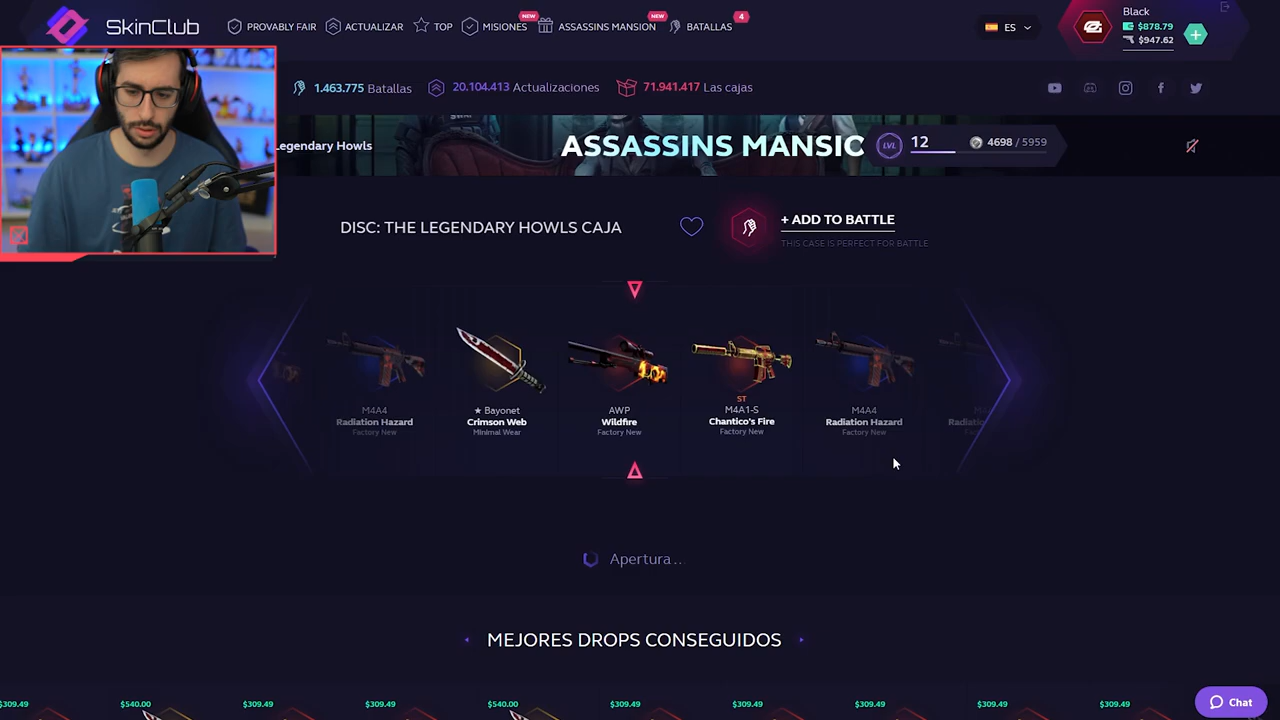 SKINCLUB
PROVABLY FAIR
ACTUALIZAR
TOP
MISIONES
NEW
ASSASSINS MANSION
NEW
BATALLAS
4
ES
Black
$878.79
$947.62
1.463.775 Batallas
20.104.413 Actualizaciones
71.941.417 Las cajas
Legendary Howls
ASSASSINS MANSIC
LVL 12
4698 / 5959
DISC: THE LEGENDARY HOWLS CAJA
+ ADD TO BATTLE
THIS CASE IS PERFECT FOR BATTLE
M4A4
Radiation Hazard
Factory New
★ Bayonet
Crimson Web
Minimal Wear
AWP
Wildfire
Factory New
ST
M4A1-S
Chantico's Fire
Factory New
M4A4
Radiation Hazard
Factory New
Apertura...
MEJORES DROPS CONSEGUIDOS
$309.49
$540.00
$309.49
$309.49
$540.00
$309.49
$309.49
$309.49
$309.49
$309.49
Chat